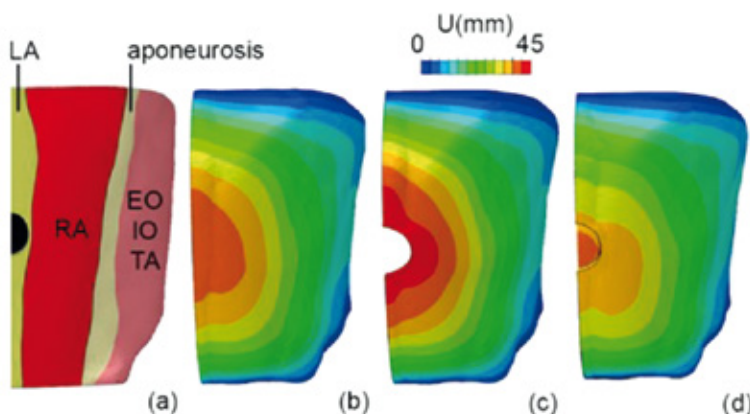 U(mm)
0 45
LA aponeurosis
RA
EO
IO
TA
(a) (b) (c) (d)